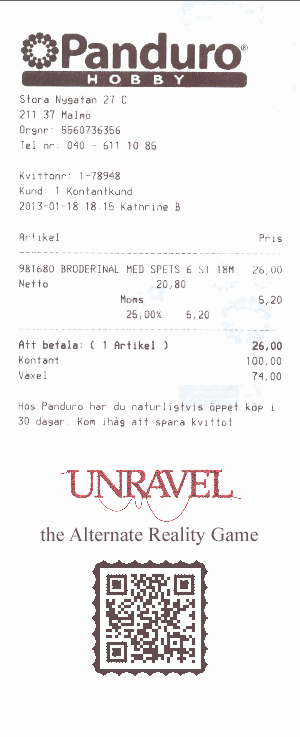 Panduro®
HOBBY
Stora Nygatan 27 C
211 37 Malmö
Orgnr: 5560736356
Tel nr: 040 - 611 10 85
Kvittonr: 1-78948
Kund: 1 Kontantkund
2013-01-18 18.15 Kathrine B
Artikel Pris
981680 BRODERINAL MED SPETS 6 ST 18M 26,00
Netto 20,80
Moms 5,20
25,00% 5,20
Att betala: ( 1 Artikel ) 26,00
Kontant 100,00
Växel 74,00
Hos Panduro har du naturligtvis öppet köp i
30 dagar. Kom ihåg att spara kvittot
UNRAVEL
the Alternate Reality Game